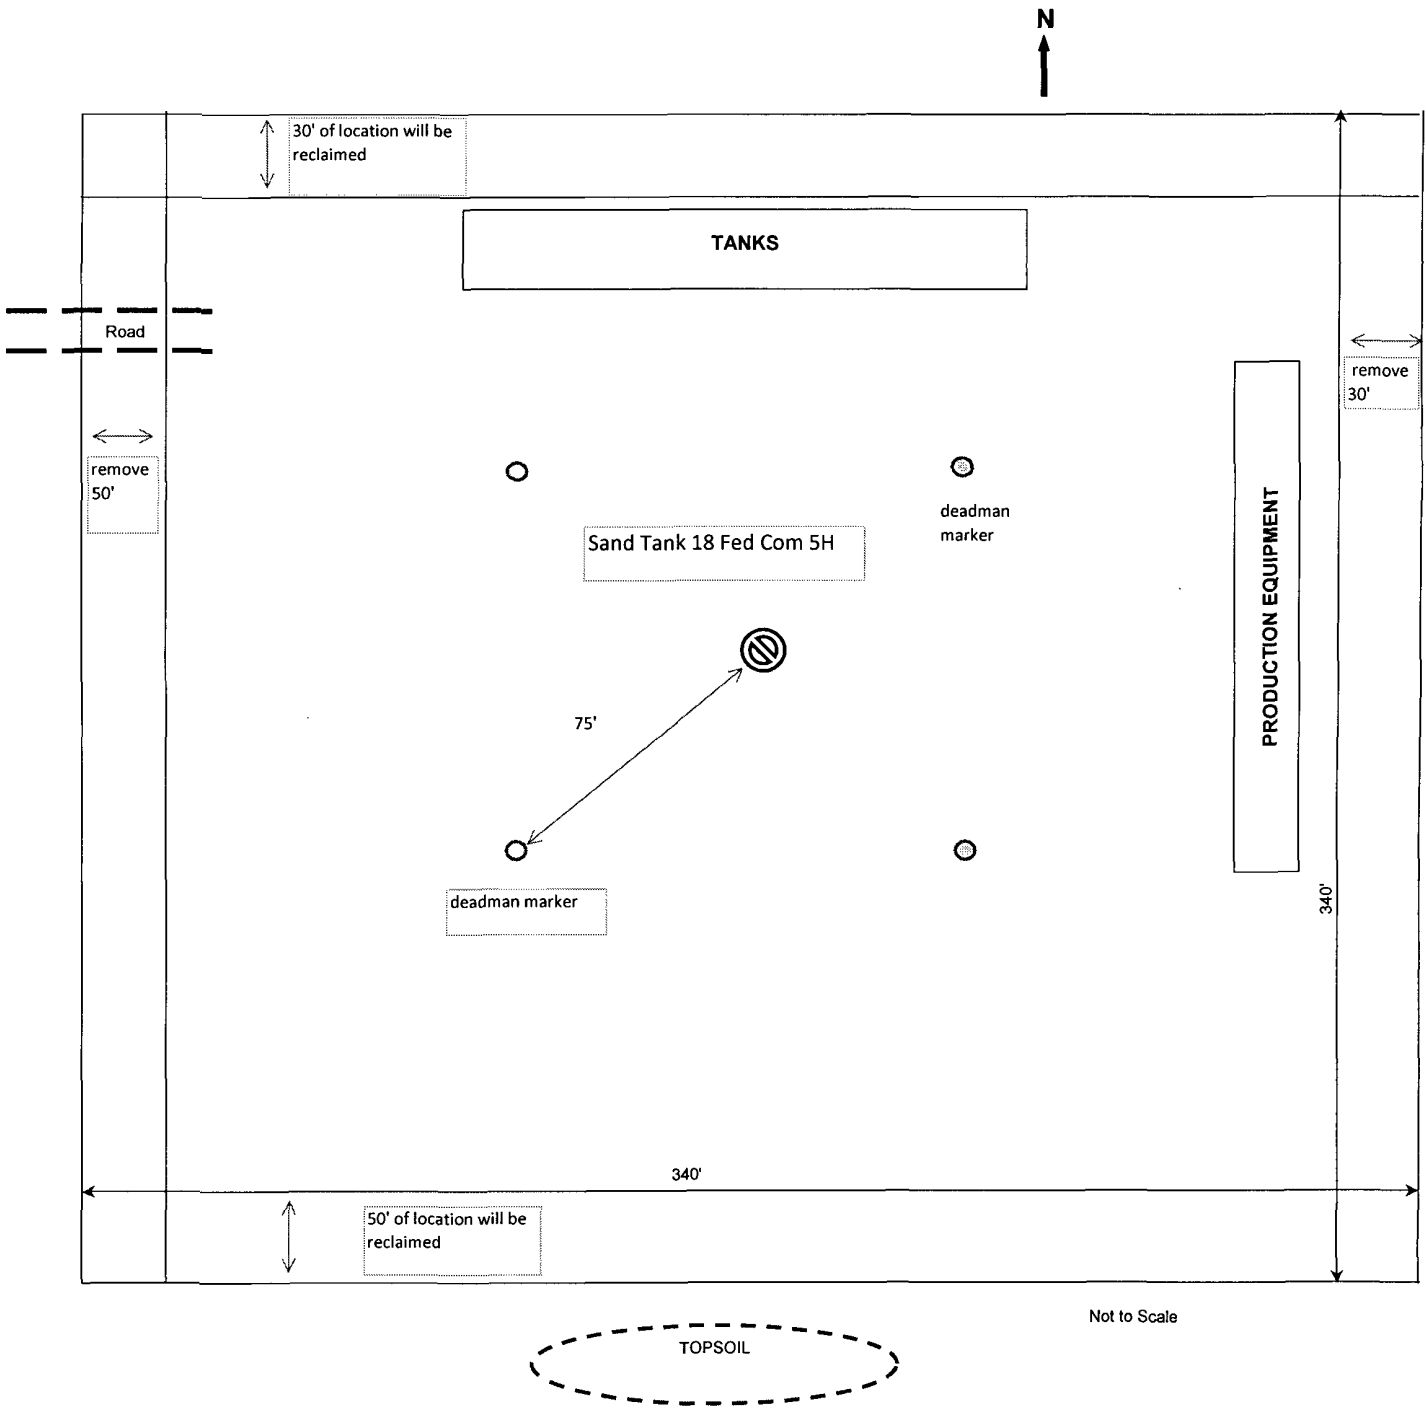 N
30' of location will be
reclaimed
TANKS
Road
remove
30'
remove
50'
deadman
marker
Sand Tank 18 Fed Com 5H
PRODUCTION EQUIPMENT
75'
340'
deadman marker
340'
50' of location will be
reclaimed
Not to Scale
TOPSOIL